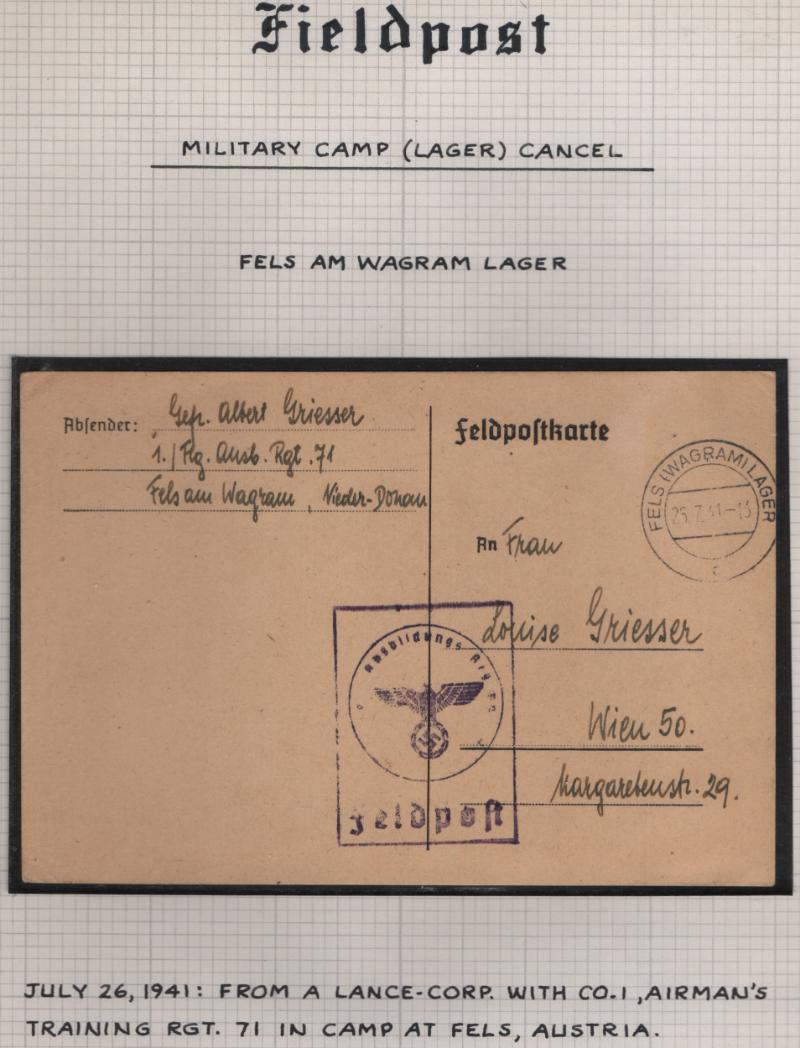 Fieldpost
MILITARY CAMP (LAGER) CANCEL
FELS AM WAGRAM LAGER
Absender: Gefr. Albert Griesser
1./Flg. Ausb. Rgt. 71
Fels am Wagram, Nieder-Donau
Feldpostkarte
FELS (WAGRAM) LAGER
7.41-13
c
An Frau
Louise Griesser
Wien 50.
Margaretenstr. 29.
Ausbildungs
Feldpost
JULY 26, 1941: FROM A LANCE-CORP. WITH CO.1, AIRMAN'S
TRAINING RGT. 71 IN CAMP AT FELS, AUSTRIA.